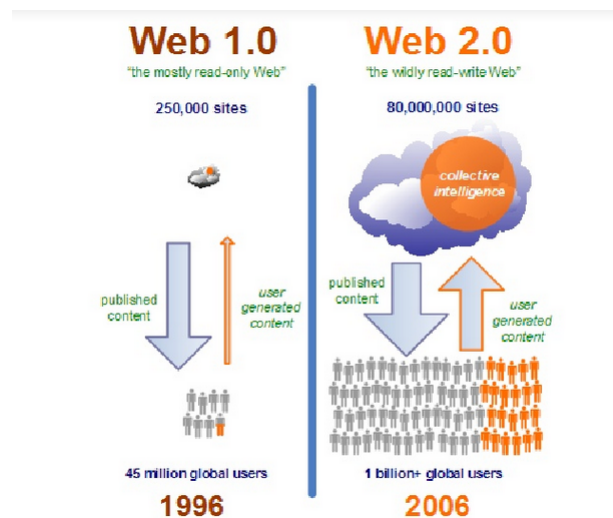 Web 1.0
"the mostly read-only Web"
250,000 sites
published
content
user
generated
content
45 million global users
1996
Web 2.0
"the wildly read-write Web"
80,000,000 sites
collective
intelligence
published
content
user
generated
content
1 billion+ global users
2006